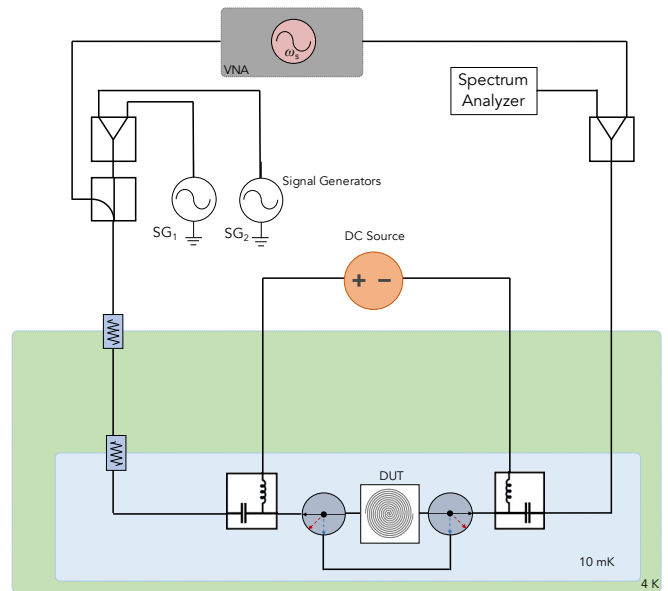 ωs
VNA
Spectrum
Analyzer
Signal Generators
SG1
SG2
DC Source
+ −
DUT
10 mK
4 K